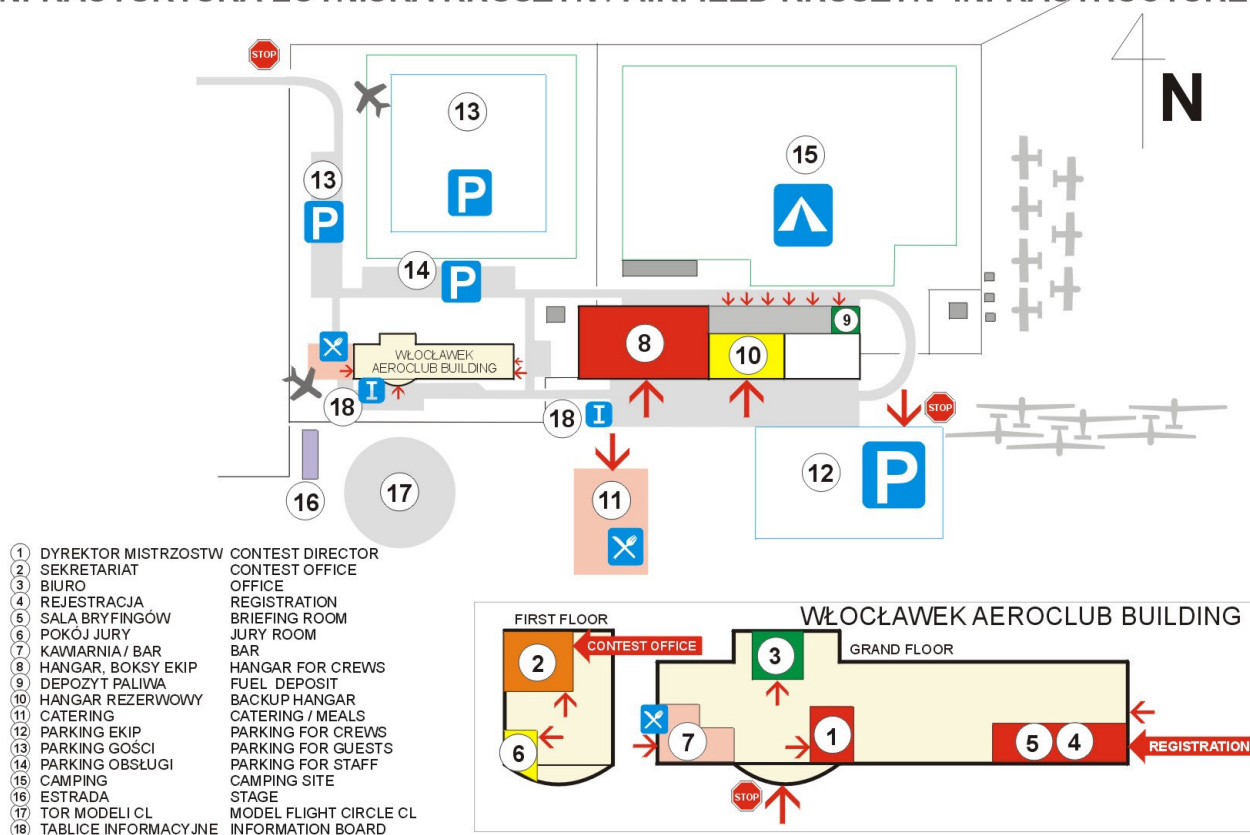 STOP
N
13
15
13
14
9
8
10
WŁOCŁAWEK
AEROCLUB BUILDING
18
18
STOP
12
11
16
17
1 DYREKTOR MISTRZOSTW CONTEST DIRECTOR
2 SEKRETARIAT CONTEST OFFICE
3 BIURO OFFICE
4 REJESTRACJA REGISTRATION
5 SALA BRYFINGÓW BRIEFING ROOM
6 POKÓJ JURY JURY ROOM
7 KAWIARNIA / BAR BAR
8 HANGAR, BOKSY EKIP HANGAR FOR CREWS
9 DEPOZYT PALIWA FUEL DEPOSIT
10 HANGAR REZERWOWY BACKUP HANGAR
11 CATERING CATERING / MEALS
12 PARKING EKIP PARKING FOR CREWS
13 PARKING GOŚCI PARKING FOR GUESTS
14 PARKING OBSŁUGI PARKING FOR STAFF
15 CAMPING CAMPING SITE
16 ESTRADA STAGE
17 TOR MODELI CL MODEL FLIGHT CIRCLE CL
18 TABLICE INFORMACYJNE INFORMATION BOARD
P
P
P
P
I
I
WŁOCŁAWEK AEROCLUB BUILDING
FIRST FLOOR
2
CONTEST OFFICE
6
GRAND FLOOR
3
7
1
5 4
REGISTRATION
STOP